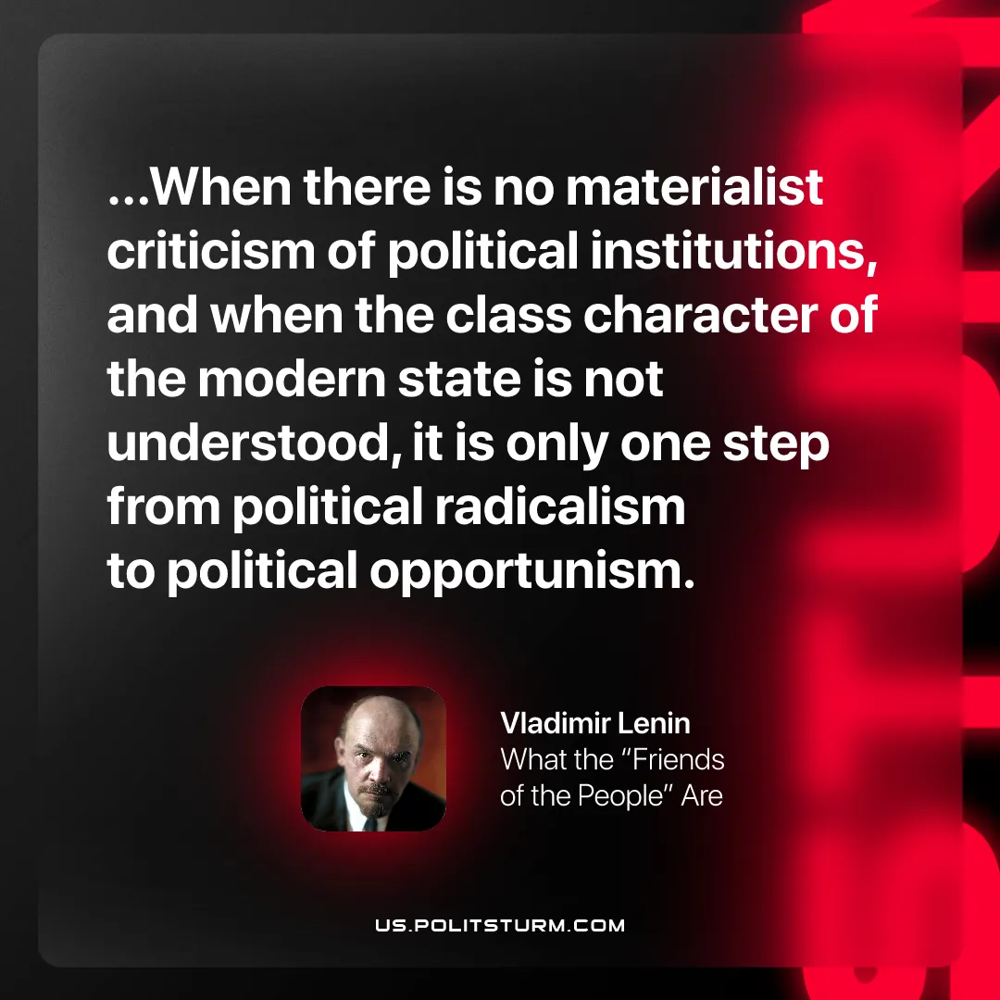 ...When there is no materialist
criticism of political institutions,
and when the class character of
the modern state is not
understood, it is only one step
from political radicalism
to political opportunism.
Vladimir Lenin
What the “Friends
of the People” Are
US.POLITSTURM.COM